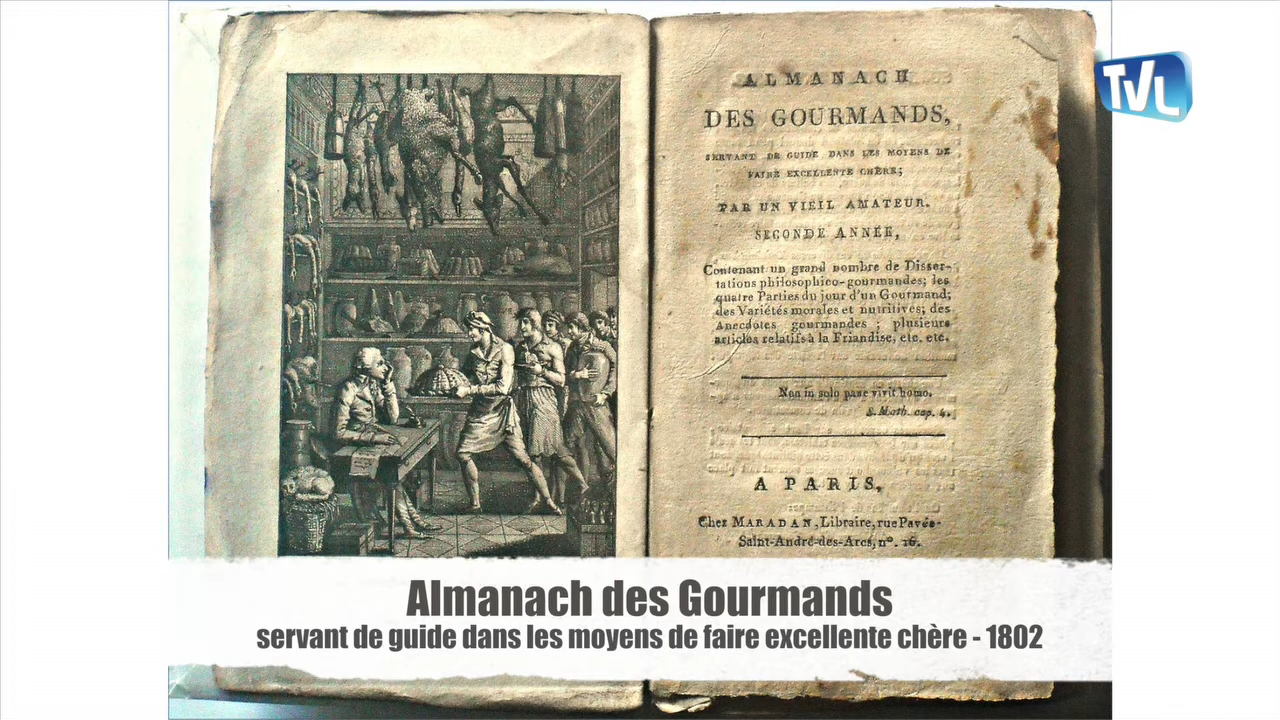 TVL
ALMANACH
DES GOURMANDS,
SERVANT DE GUIDE DANS LES MOYENS DE
FAIRE EXCELLENTE CHÈRE;
PAR UN VIEIL AMATEUR.
SECONDE ANNÉE,
Contenant un grand nombre de Disser-
tations philosophico-gourmandes; les
quatre Parties du jour d'un Gourmand;
des Variétés morales et nutritives; des
Anecdotes gourmandes; plusieurs
articles relatifs à la Friandise, etc. etc.
Non in solo pane vivit homo.
S. Math. cap. 4.
A PARIS,
Chez MARADAN, Libraire, rue Pavée-
Saint-André-des-Arcs, nº. 16.
Almanach des Gourmands
servant de guide dans les moyens de faire excellente chère - 1802